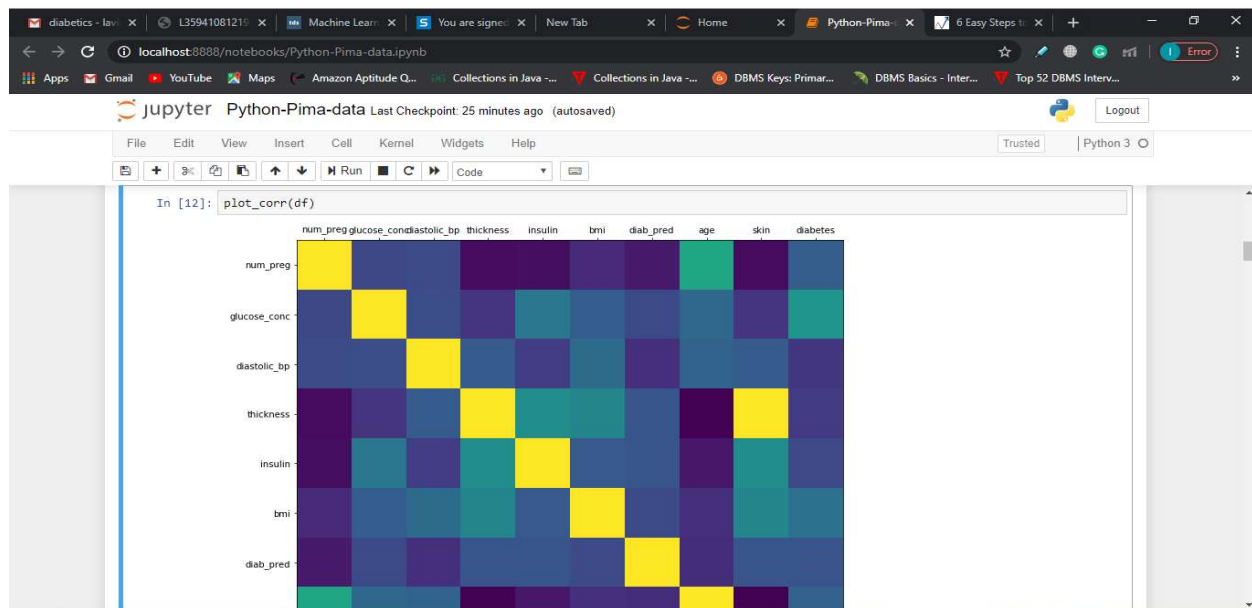 diabetics - lavi
L35941081219
Machine Learn
You are signed
New Tab
Home
Python-Pima-
6 Easy Steps to
localhost:8888/notebooks/Python-Pima-data.ipynb
Error
Apps
Gmail
YouTube
Maps
Amazon Aptitude Q...
Collections in Java -...
Collections in Java -...
DBMS Keys: Primar...
DBMS Basics - Inter...
Top 52 DBMS Interv...
»
jupyter Python-Pima-data Last Checkpoint: 25 minutes ago (autosaved)
Logout
File Edit View Insert Cell Kernel Widgets Help
Trusted
Python 3
Run
Code
In [12]: plot_corr(df)
num_preg glucose_conc diastolic_bp thickness insulin bmi diab_pred age skin diabetes
num_preg
glucose_conc
diastolic_bp
thickness
insulin
bmi
diab_pred